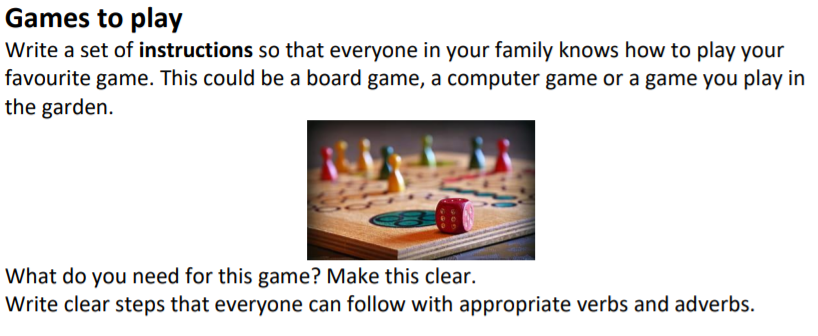 Games to play
Write a set of instructions so that everyone in your family knows how to play your
favourite game. This could be a board game, a computer game or a game you play in
the garden.
What do you need for this game? Make this clear.
Write clear steps that everyone can follow with appropriate verbs and adverbs.